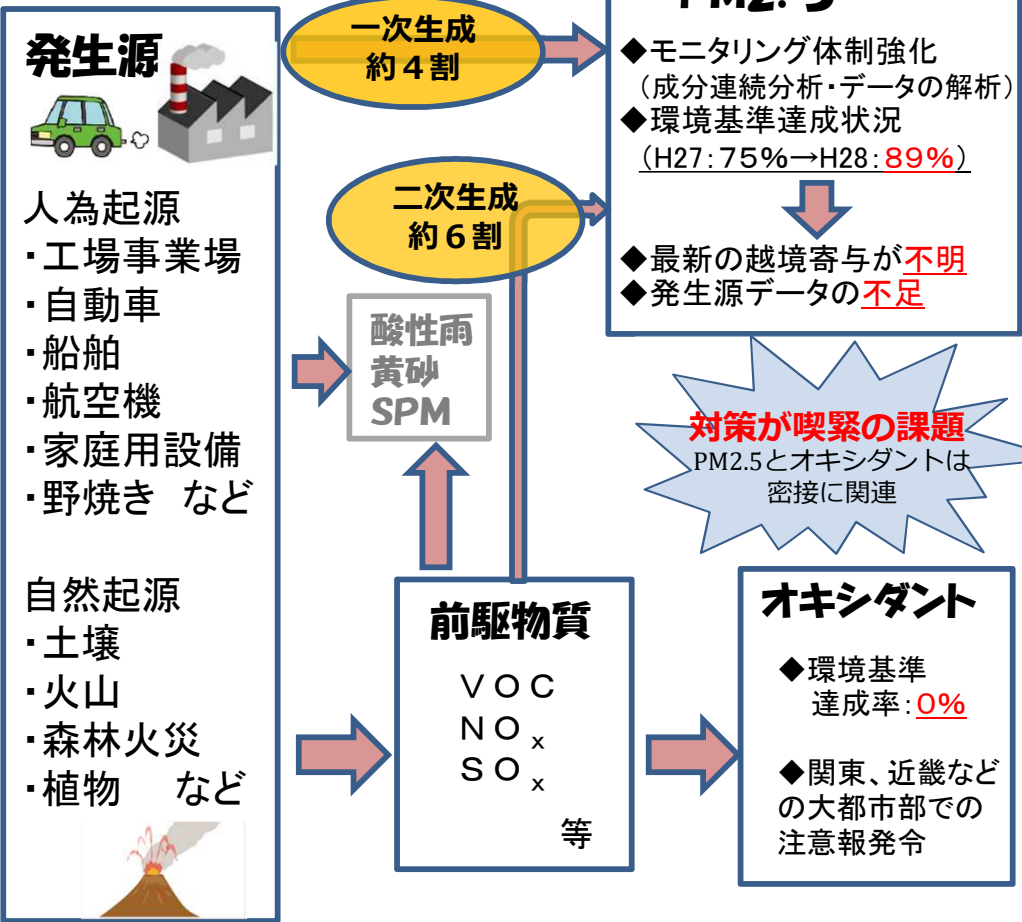 発生源
人為起源
・工場事業場
・自動車
・船舶
・航空機
・家庭用設備
・野焼き など
自然起源
・土壌
・火山
・森林火災
・植物 など
一次生成
約4割
二次生成
約6割
酸性雨
黄砂
SPM
前駆物質
VOC
NOx
SOx
等
PM2.5
◆モニタリング体制強化
(成分連続分析・データの解析)
◆環境基準達成状況
(H27:75%→H28:89%)
◆最新の越境寄与が不明
◆発生源データの不足
対策が喫緊の課題
PM2.5とオキシダントは
密接に関連
オキシダント
◆環境基準
達成率:0%
◆関東、近畿など
の大都市部での
注意報発令